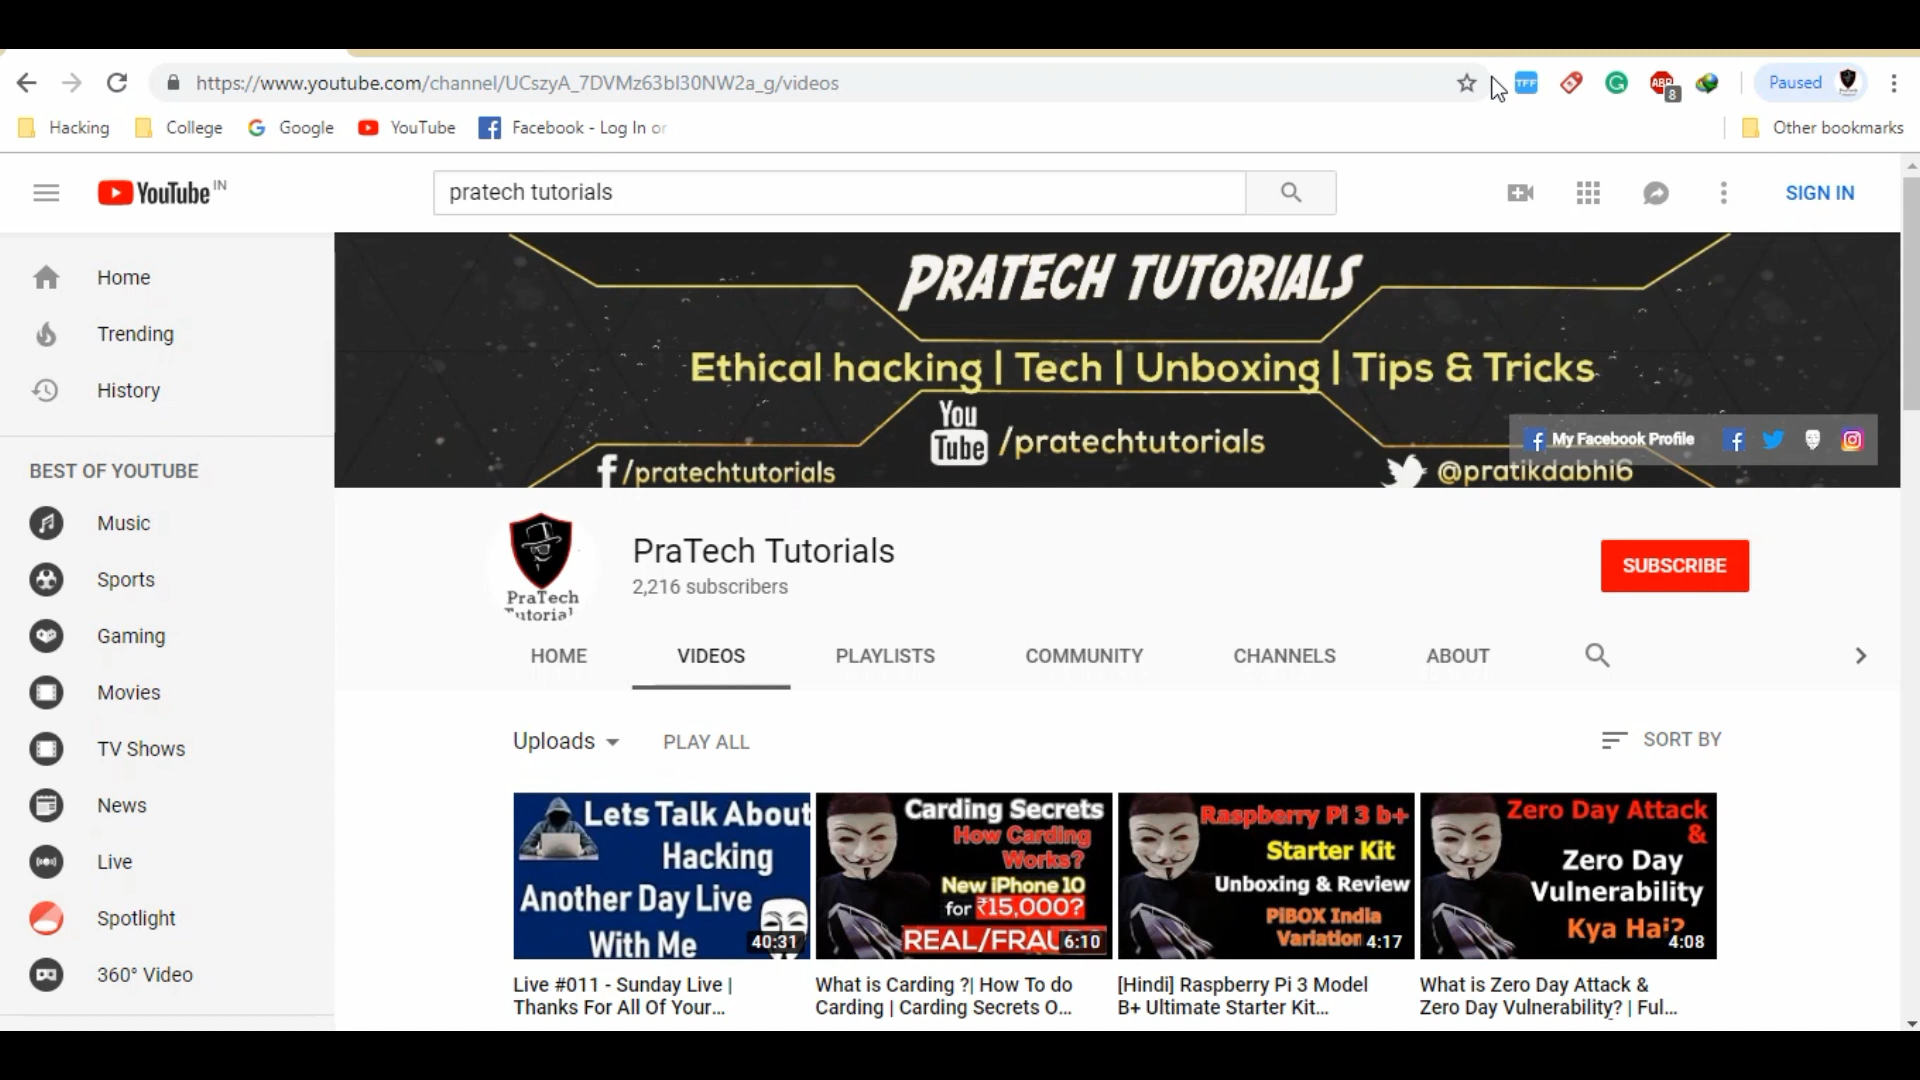 https://www.youtube.com/channel/UCszyA_7DVMz63bI30NW2a_g/videos
TFF
ABP
8
Paused
Hacking
College
Google
YouTube
Facebook - Log In or
Other bookmarks
YouTube IN
pratech tutorials
SIGN IN
Home
Trending
History
BEST OF YOUTUBE
Music
Sports
Gaming
Movies
TV Shows
News
Live
Spotlight
360° Video
PRATECH TUTORIALS
Ethical hacking | Tech | Unboxing | Tips & Tricks
You
Tube /pratechtutorials
My Facebook Profile
f/pratechtutorials
@pratikdabhi6
PraTech
Tutorial
PraTech Tutorials
2,216 subscribers
SUBSCRIBE
HOME
VIDEOS
PLAYLISTS
COMMUNITY
CHANNELS
ABOUT
Uploads
PLAY ALL
SORT BY
Lets Talk About
Hacking
Another Day Live
With Me
40:31
Live #011 - Sunday Live |
Thanks For All Of Your...
Carding Secrets
How Carding
Works?
New iPhone 10
for ₹15,000?
REAL/FRAU
6:10
What is Carding ?| How To do
Carding | Carding Secrets O...
Raspberry Pi 3 b+
Starter Kit
Unboxing & Review
PiBOX India
Variation
4:17
[Hindi] Raspberry Pi 3 Model
B+ Ultimate Starter Kit...
Zero Day Attack
&
Zero Day
Vulnerability
Kya Hai?
4:08
What is Zero Day Attack &
Zero Day Vulnerability? | Ful...